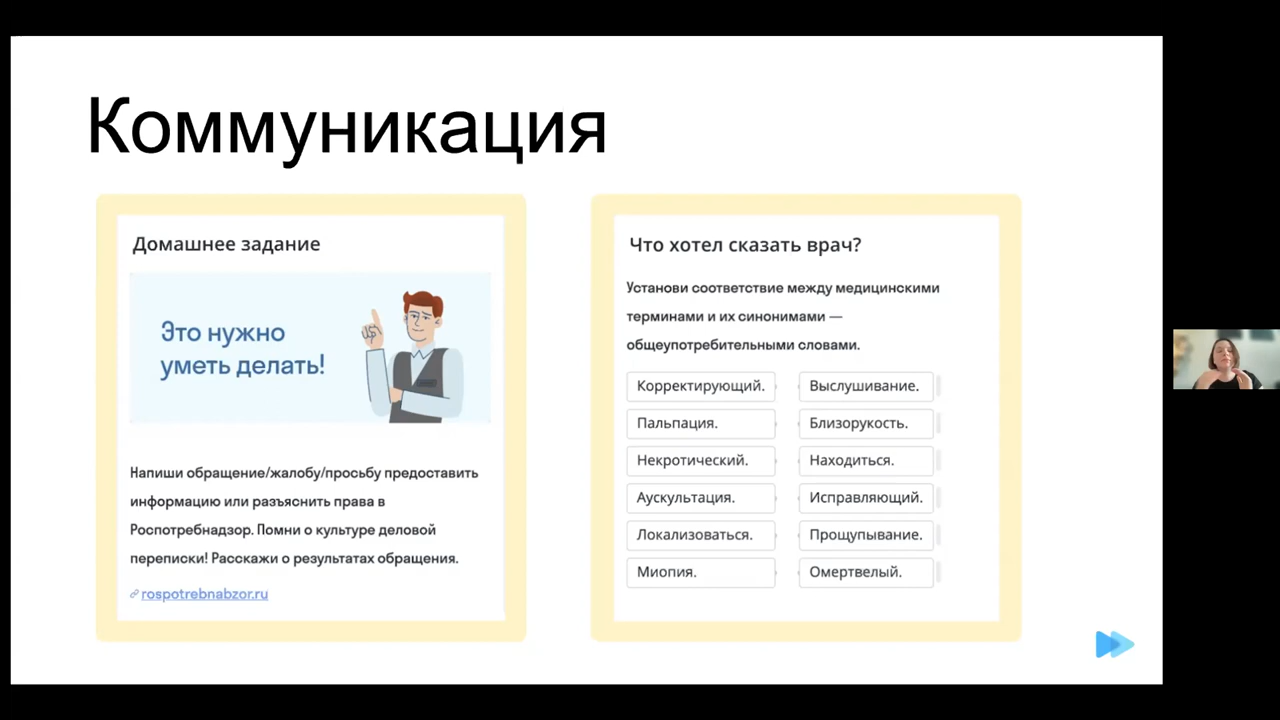 Коммуникация
Домашнее задание
Это нужно
уметь делать!
Напиши обращение/жалобу/просьбу предоставить
информацию или разъяснить права в
Роспотребнадзор. Помни о культуре деловой
переписки! Расскажи о результатах обращения.
rospotrebnabzor.ru
Что хотел сказать врач?
Установи соответствие между медицинскими
терминами и их синонимами —
общеупотребительными словами.
Корректирующий. Выслушивание.
Пальпация. Близорукость.
Некротический. Находиться.
Аускультация. Исправляющий.
Локализоваться. Прощупывание.
Миопия. Омертвелый.